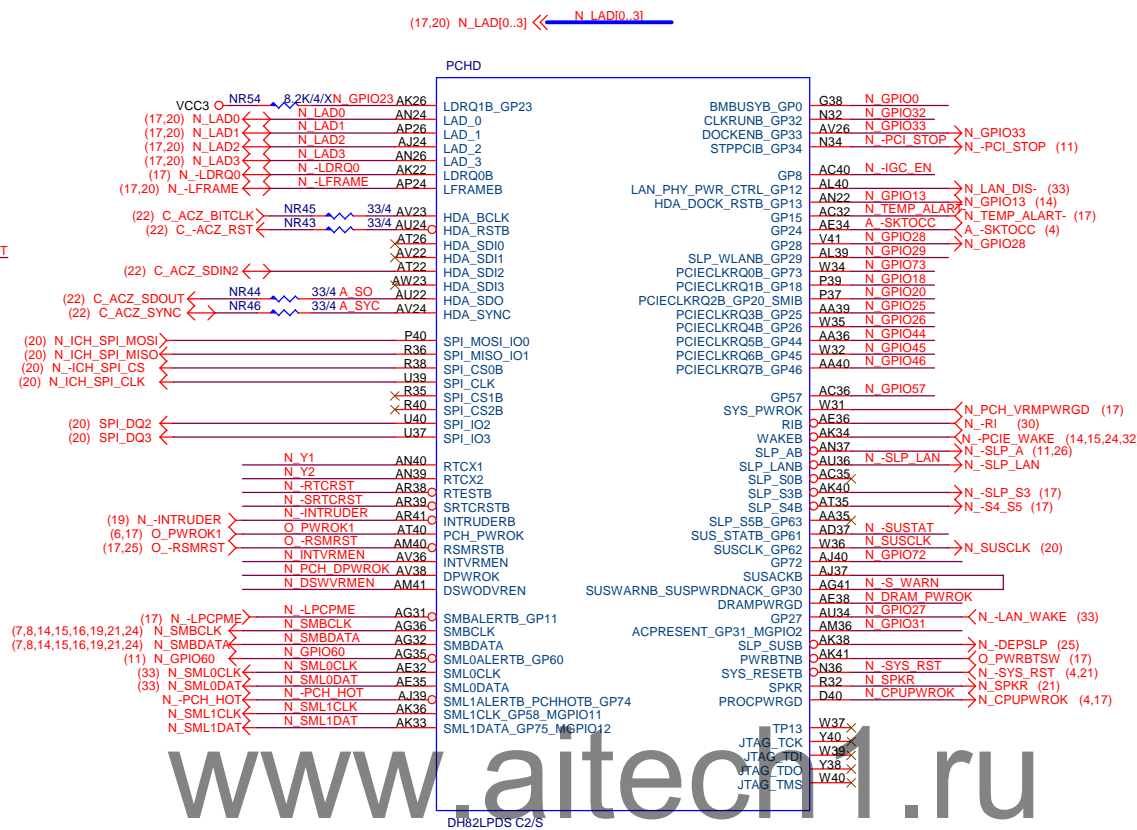 (17,20) N_LAD[0..3] N_LAD[0..3]
PCHD
VCC3 NR54 8.2K/4/X N_GPIO23 AK26 LDRQ1B_GP23
(17,20) N_LAD0 N_LAD0 AN24 LAD_0
(17,20) N_LAD1 N_LAD1 AP26 LAD_1
(17,20) N_LAD2 N_LAD2 AJ24 LAD_2
(17,20) N_LAD3 N_LAD3 AN26 LAD_3
(17) N_-LDRQ0 N_-LDRQ0 AK22 LDRQ0B
(17,20) N_-LFRAME N_-LFRAME AP24 LFRAMEB
(22) C_ACZ_BITCLK NR45 33/4 AV23 HDA_BCLK
(22) C_-ACZ_RST NR43 33/4 AU24 HDA_RSTB
AT26 HDA_SDI0
AV22 HDA_SDI1
(22) C_ACZ_SDIN2 AT22 HDA_SDI2
AW23 HDA_SDI3
(22) C_ACZ_SDOUT NR44 33/4 A_SO AU22 HDA_SDO
(22) C_ACZ_SYNC NR46 33/4 A_SYC AV24 HDA_SYNC
T
(20) N_ICH_SPI_MOSI P40 SPI_MOSI_IO0
(20) N_ICH_SPI_MISO R36 SPI_MISO_IO1
(20) N_-ICH_SPI_CS R38 SPI_CS0B
(20) N_ICH_SPI_CLK U39 SPI_CLK
R35 SPI_CS1B
R40 SPI_CS2B
(20) SPI_DQ2 U40 SPI_IO2
(20) SPI_DQ3 U37 SPI_IO3
N_Y1 AN40 RTCX1
N_Y2 AN39 RTCX2
N_-RTCRST AR38 RTESTB
N_-SRTCRST AR39 SRTCRSTB
(19) N_-INTRUDER N_-INTRUDER AR41 INTRUDERB
(6,17) O_PWROK1 O_PWROK1 AT40 PCH_PWROK
(17,25) O_-RSMRST O_-RSMRST AM40 RSMRSTB
N_INTVRMEN AV36 INTVRMEN
N_PCH_DPWROK AV38 DPWROK
N_DSWVRMEN AM41 DSWODVREN
(17) N_-LPCPME N_-LPCPME AG31 SMBALERTB_GP11
(7,8,14,15,16,19,21,24) N_SMBCLK N_SMBCLK AG36 SMBCLK
(7,8,14,15,16,19,21,24) N_SMBDATA N_SMBDATA AG32 SMBDATA
(11) N_GPIO60 N_GPIO60 AG35 SML0ALERTB_GP60
(33) N_SML0CLK N_SML0CLK AE32 SML0CLK
(33) N_SML0DAT N_SML0DAT AE35 SML0DATA
N_-PCH_HOT N_-PCH_HOT AJ39 SML1ALERTB_PCHHOTB_GP74
N_SML1CLK N_SML1CLK AK36 SML1CLK_GP58_MGPIO11
N_SML1DAT N_SML1DAT AK33 SML1DATA_GP75_MGPIO12
BMBUSYB_GP0 G38 N_GPIO0
CLKRUNB_GP32 N32 N_GPIO32
DOCKENB_GP33 AV26 N_GPIO33 N_GPIO33
STPPCIB_GP34 N34 N_-PCI_STOP N_-PCI_STOP (11)
GP8 AC40 N_-IGC_EN
LAN_PHY_PWR_CTRL_GP12 AL40 N_LAN_DIS- (33)
HDA_DOCK_RSTB_GP13 AN22 N_GPIO13 N_GPIO13 (14)
GP15 AC32 N_TEMP_ALART- N_TEMP_ALART- (17)
GP24 AE34 A_-SKTOCC A_-SKTOCC (4)
GP28 V41 N_GPIO28 N_GPIO28
SLP_WLANB_GP29 AL39 N_GPIO29
PCIECLKRQ0B_GP73 W34 N_GPIO73
PCIECLKRQ1B_GP18 P39 N_GPIO18
PCIECLKRQ2B_GP20_SMIB P37 N_GPIO20
PCIECLKRQ3B_GP25 AA39 N_GPIO25
PCIECLKRQ4B_GP26 W35 N_GPIO26
PCIECLKRQ5B_GP44 AA36 N_GPIO44
PCIECLKRQ6B_GP45 W32 N_GPIO45
PCIECLKRQ7B_GP46 AA40 N_GPIO46
GP57 AC36 N_GPIO57
SYS_PWROK W31 N_PCH_VRMPWRGD (17)
RIB AE36 N_-RI (30)
WAKEB AK34 N_-PCIE_WAKE (14,15,24,32
SLP_AB AN37 N_-SLP_A (11,26)
SLP_LANB AU36 N_-SLP_LAN N_-SLP_LAN
SLP_S0B AC35
SLP_S3B AK40 N_-SLP_S3 (17)
SLP_S4B AT35 N_-S4_S5 (17)
SLP_S5B_GP63 AA35
SUS_STATB_GP61 AD37 N_-SUSTAT
SUSCLK_GP62 W36 N_SUSCLK N_SUSCLK (20)
GP72 AJ40 N_GPIO72
SUSACKB AJ37
SUSWARNB_SUSPWRDNACK_GP30 AG41 N_-S_WARN
DRAMPWRGD AE38 N_DRAM_PWROK
GP27 AU34 N_GPIO27 N_-LAN_WAKE (33)
ACPRESENT_GP31_MGPIO2 AM36 N_GPIO31
SLP_SUSB AK38 N_-DEPSLP (25)
PWRBTNB AK41 O_PWRBTSW (17)
SYS_RESETB N36 N_-SYS_RST N_-SYS_RST (4,21)
SPKR R32 N_SPKR N_SPKR (21)
PROCPWRGD D40 N_CPUPWROK N_CPUPWROK (4,17)
TP13 W37
JTAG_TCK Y40
JTAG_TDI W39
JTAG_TDO Y38
JTAG_TMS W40
www.aitech1.ru
DH82LPDS C2/S